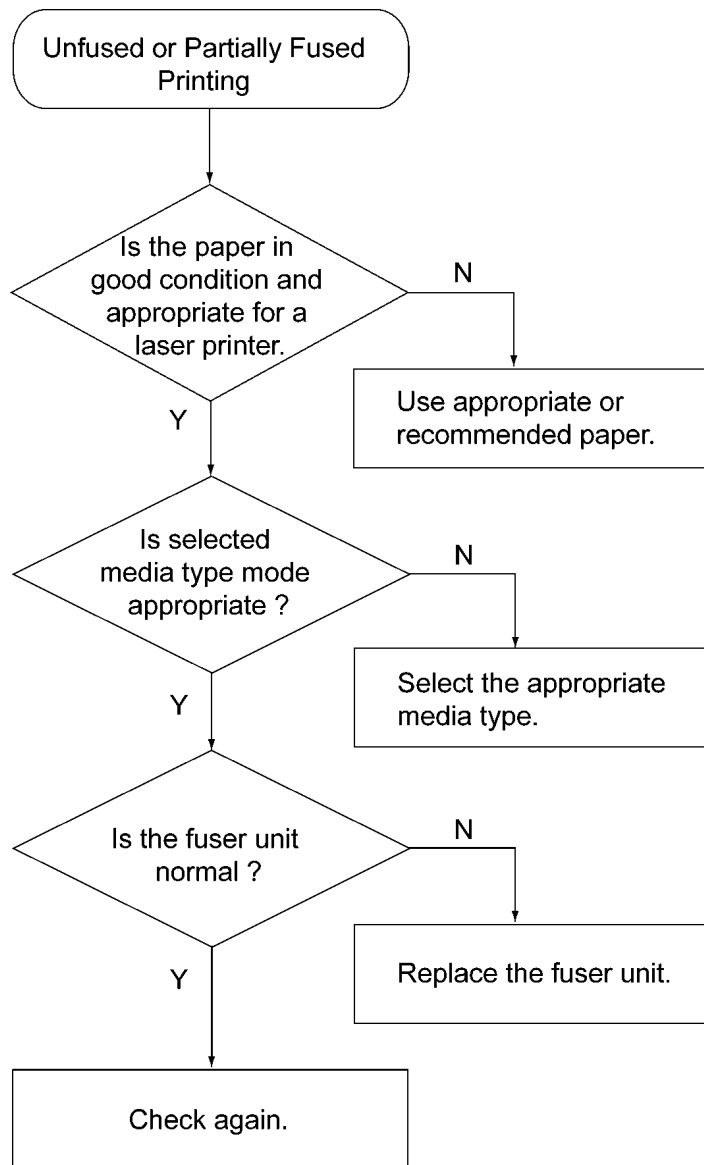 Unfused or Partially Fused
Printing
Is the paper in
good condition and
appropriate for a
laser printer.
N
Use appropriate or
recommended paper.
Y
Is selected
media type mode
appropriate ?
N
Select the appropriate
media type.
Y
Is the fuser unit
normal ?
N
Replace the fuser unit.
Y
Check again.